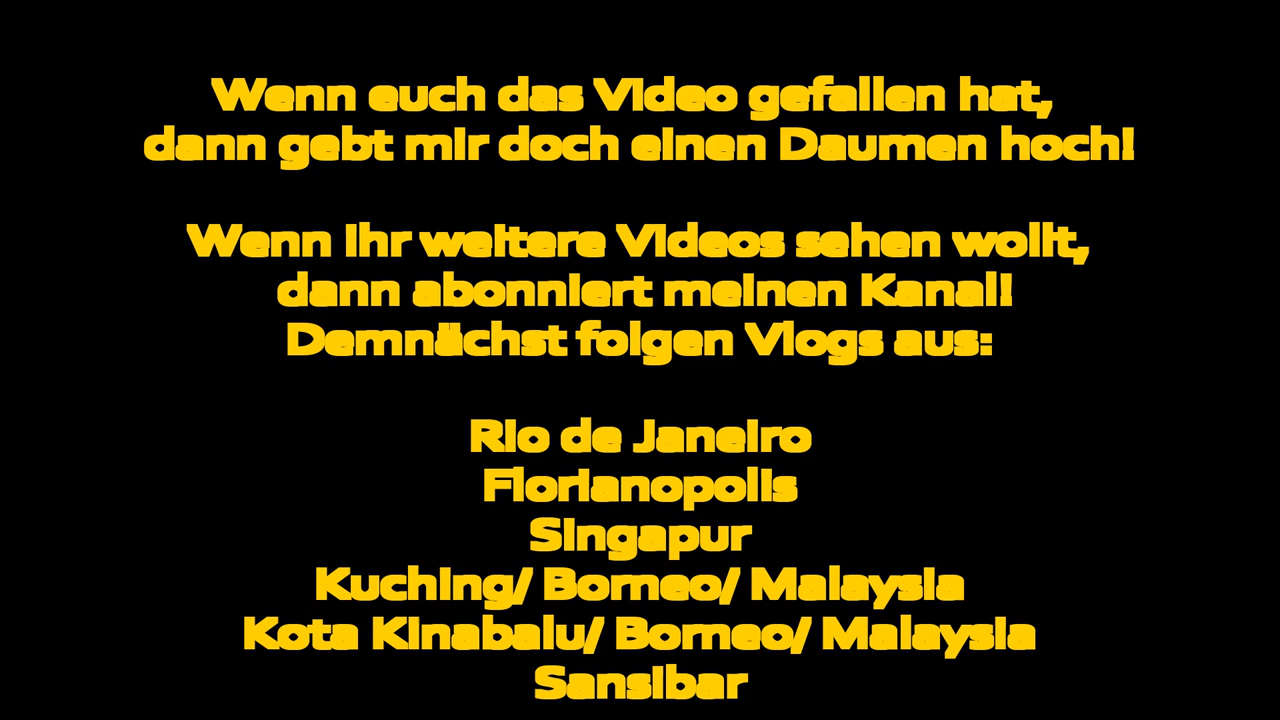 Wenn euch das Video gefallen hat,
dann gebt mir doch einen Daumen hoch!
Wenn ihr weitere Videos sehen wollt,
dann abonniert meinen Kanal!
Demnächst folgen Vlogs aus:
Rio de Janeiro
Florianopolis
Singapur
Kuching/ Borneo/ Malaysia
Kota Kinabalu/ Borneo/ Malaysia
Sansibar